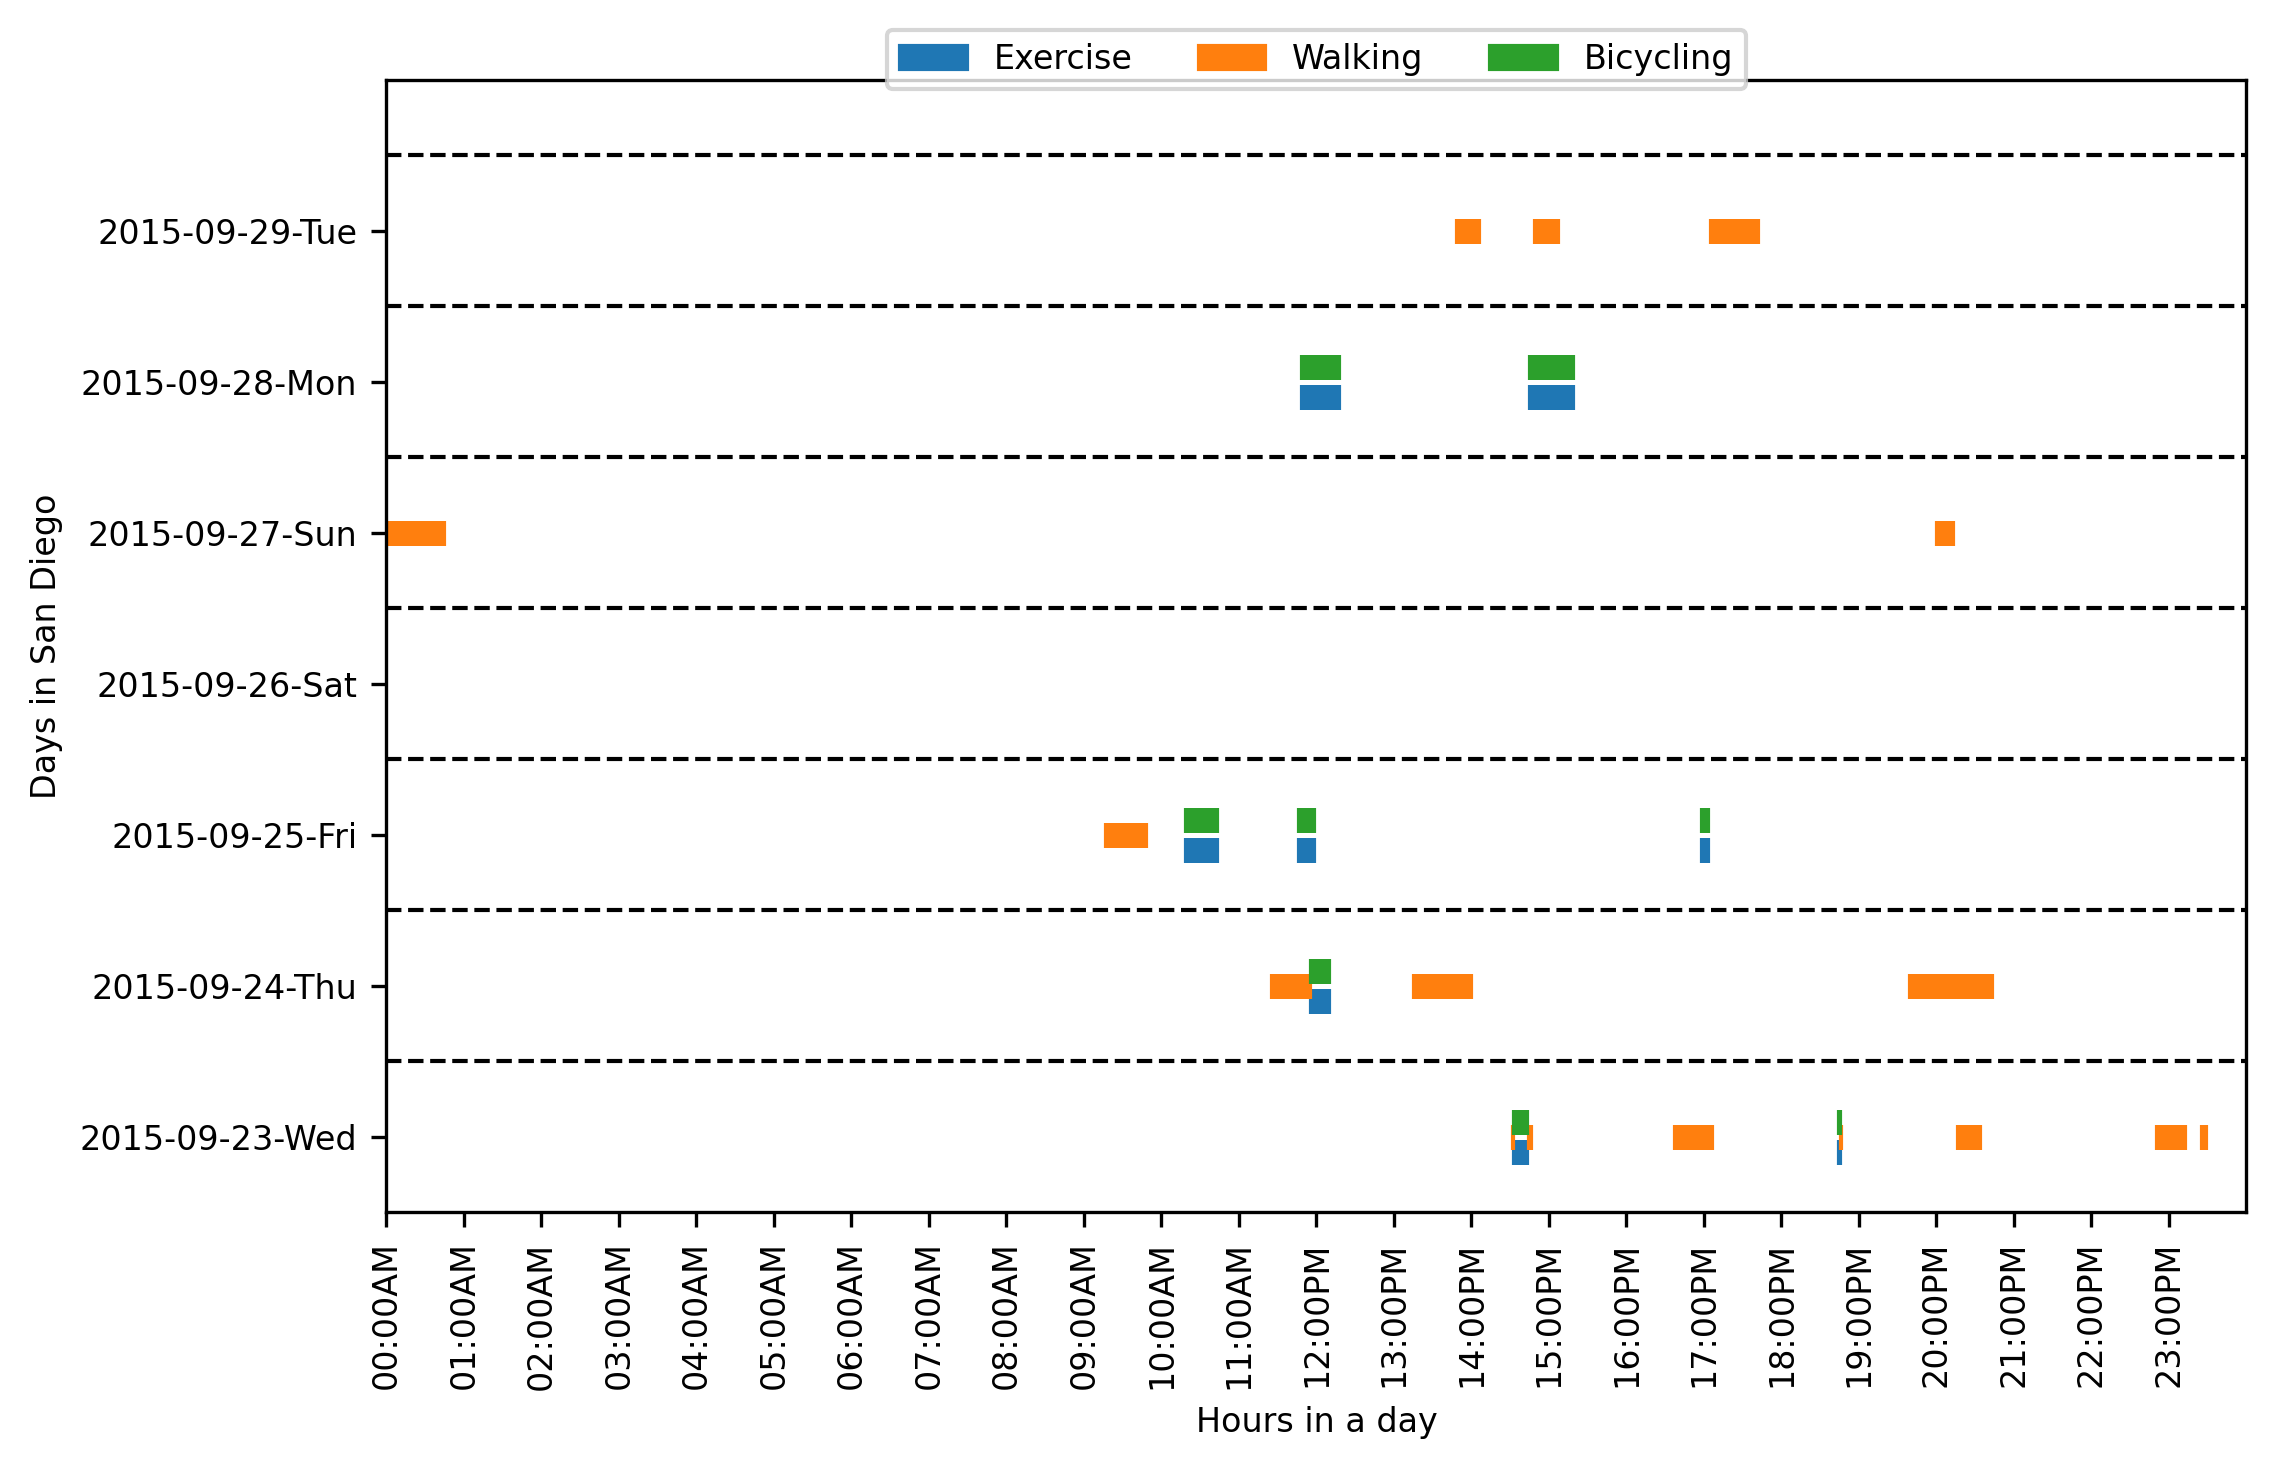 Exercise Walking Bicycling
2015-09-29-Tue
2015-09-28-Mon
2015-09-27-Sun
2015-09-26-Sat
2015-09-25-Fri
2015-09-24-Thu
2015-09-23-Wed
Days in San Diego
00:00AM
01:00AM
02:00AM
03:00AM
04:00AM
05:00AM
06:00AM
07:00AM
08:00AM
09:00AM
10:00AM
11:00AM
12:00PM
13:00PM
14:00PM
15:00PM
16:00PM
17:00PM
18:00PM
19:00PM
20:00PM
21:00PM
22:00PM
23:00PM
Hours in a day